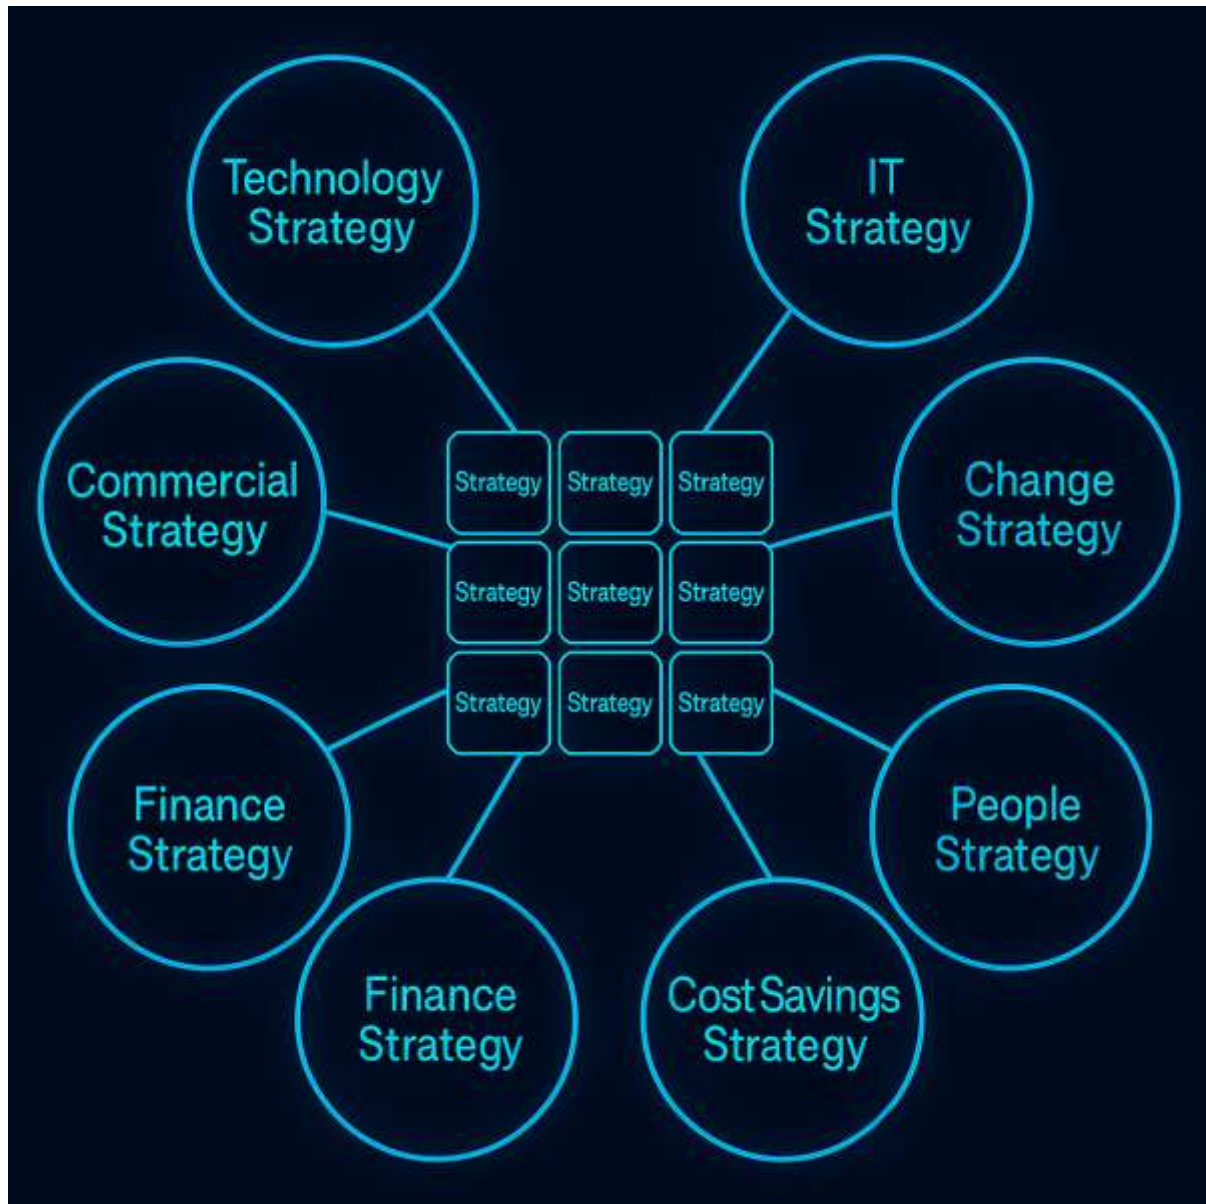 Technology
Strategy
IT
Strategy
Commercial
Strategy
Change
Strategy
Strategy Strategy Strategy
Strategy Strategy Strategy
Strategy Strategy Strategy
Finance
Strategy
People
Strategy
Finance
Strategy
Cost Savings
Strategy